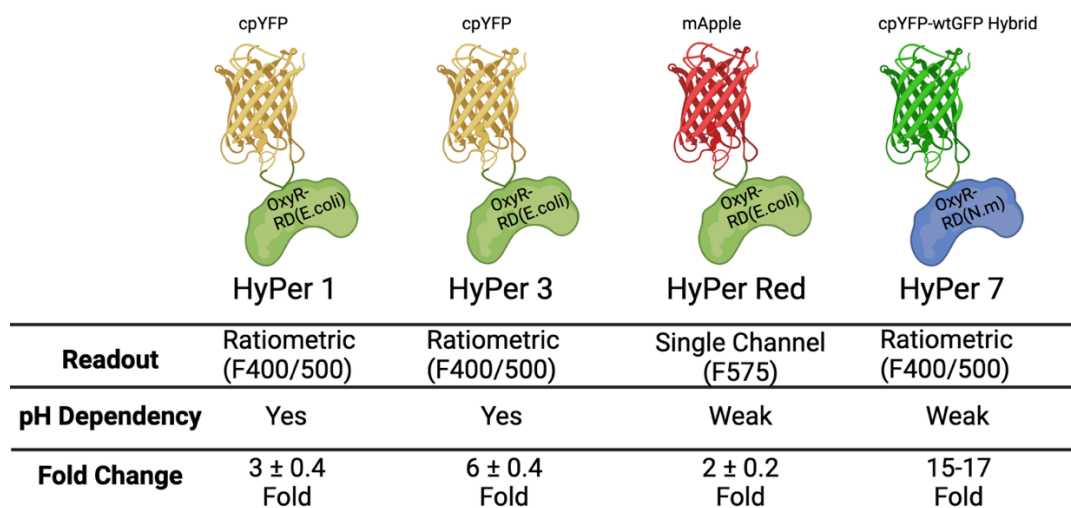 cpYFP cpYFP mApple cpYFP-wtGFP Hybrid
OxyR- OxyR- OxyR- OxyR-
RD(E.coli) RD(E.coli) RD(E.coli) RD(N.m)
HyPer 1 HyPer 3 HyPer Red HyPer 7
Readout Ratiometric Ratiometric Single Channel Ratiometric
(F400/500) (F400/500) (F575) (F400/500)
pH Dependency Yes Yes Weak Weak
Fold Change 3 ± 0.4 6 ± 0.4 2 ± 0.2 15-17
Fold Fold Fold Fold